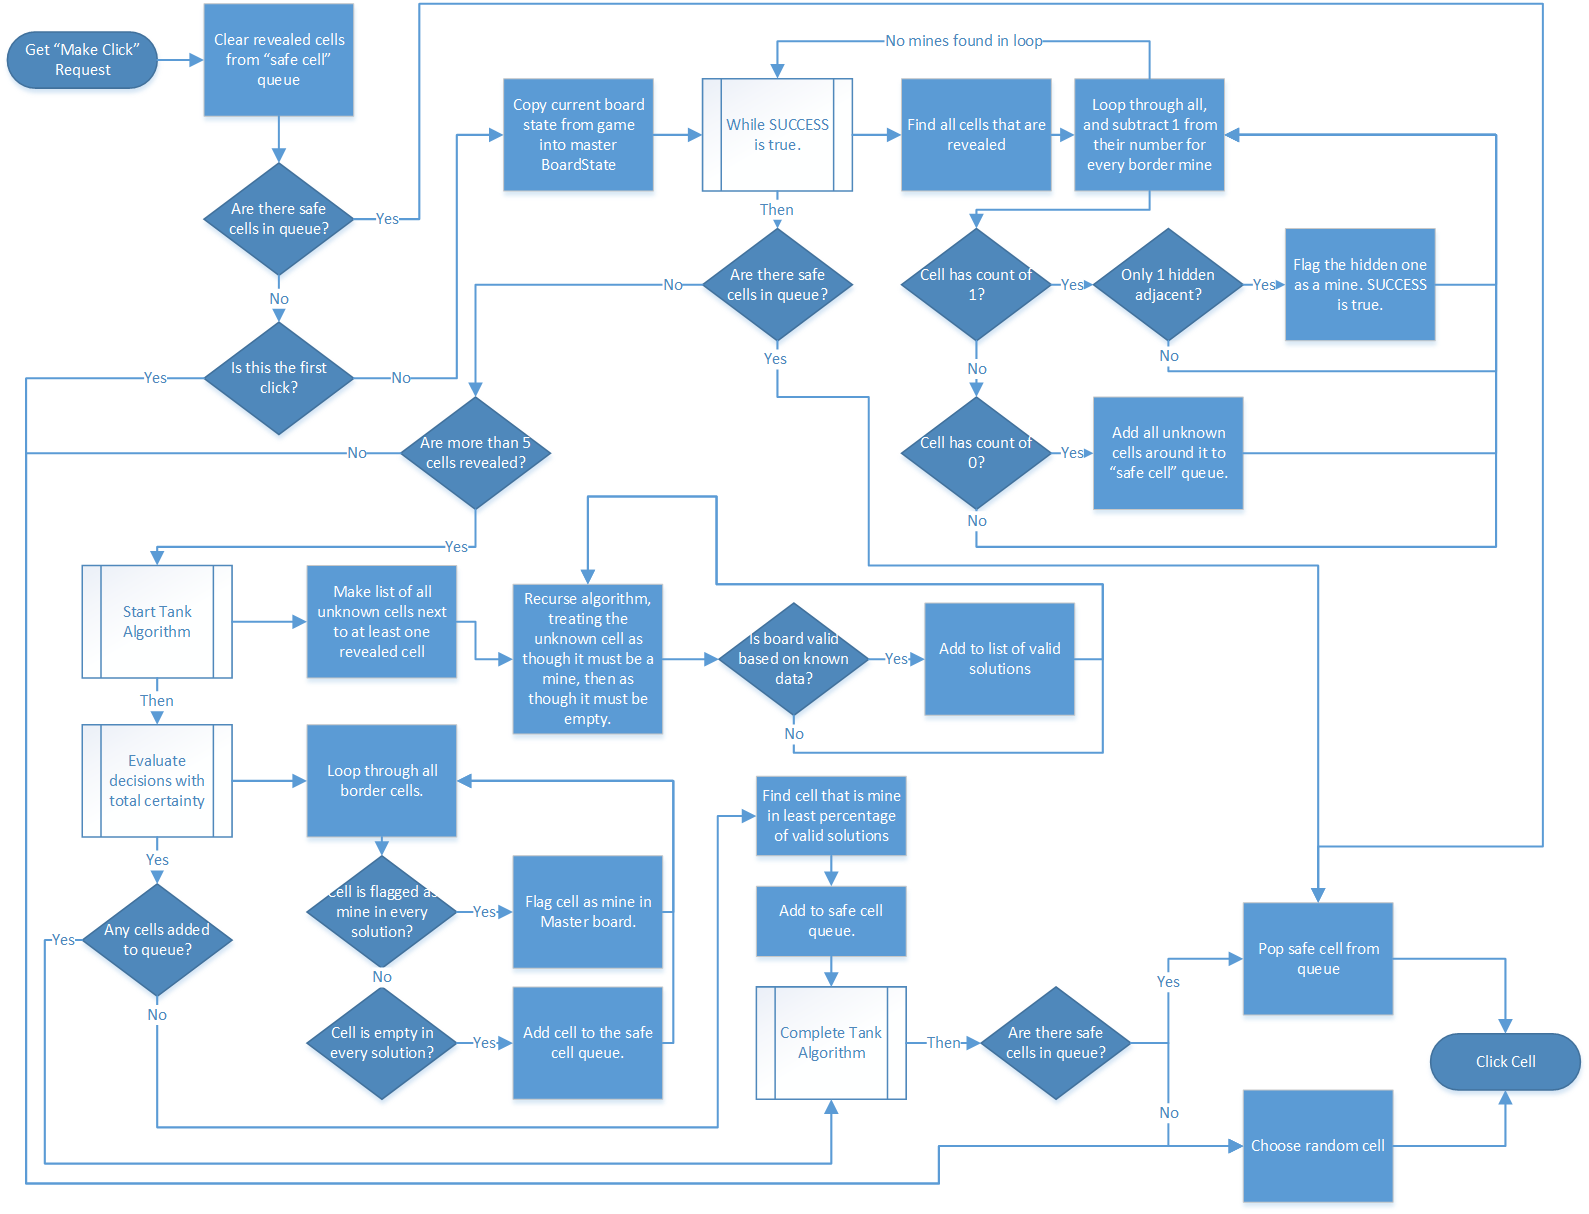 Get “Make Click”
Request
Clear revealed cells
from “safe cell”
queue
Are there safe
cells in queue?
Yes
No
Is this the first
click?
Yes
No
Copy current board
state from game
into master
BoardState
No mines found in loop
While SUCCESS
is true.
Then
Find all cells that are
revealed
Loop through all,
and subtract 1 from
their number for
every border mine
Are there safe
cells in queue?
No
Yes
Cell has count of
1?
Yes
No
Only 1 hidden
adjacent?
Yes
No
Flag the hidden one
as a mine. SUCCESS
is true.
Cell has count of
0?
Yes
No
Add all unknown
cells around it to
“safe cell” queue.
Are more than 5
cells revealed?
No
Yes
Start Tank
Algorithm
Then
Make list of all
unknown cells next
to at least one
revealed cell
Recurse algorithm,
treating the
unknown cell as
though it must be a
mine, then as
though it must be
empty.
Is board valid
based on known
data?
Yes
No
Add to list of valid
solutions
Evaluate
decisions with
total certainty
Yes
Loop through all
border cells.
Cell is flagged as
mine in every
solution?
Yes
No
Flag cell as mine in
Master board.
Cell is empty in
every solution?
Yes
Add cell to the safe
cell queue.
Any cells added
to queue?
Yes
No
Find cell that is mine
in least percentage
of valid solutions
Add to safe cell
queue.
Complete Tank
Algorithm
Then
Are there safe
cells in queue?
Yes
No
Pop safe cell from
queue
Choose random cell
Click Cell